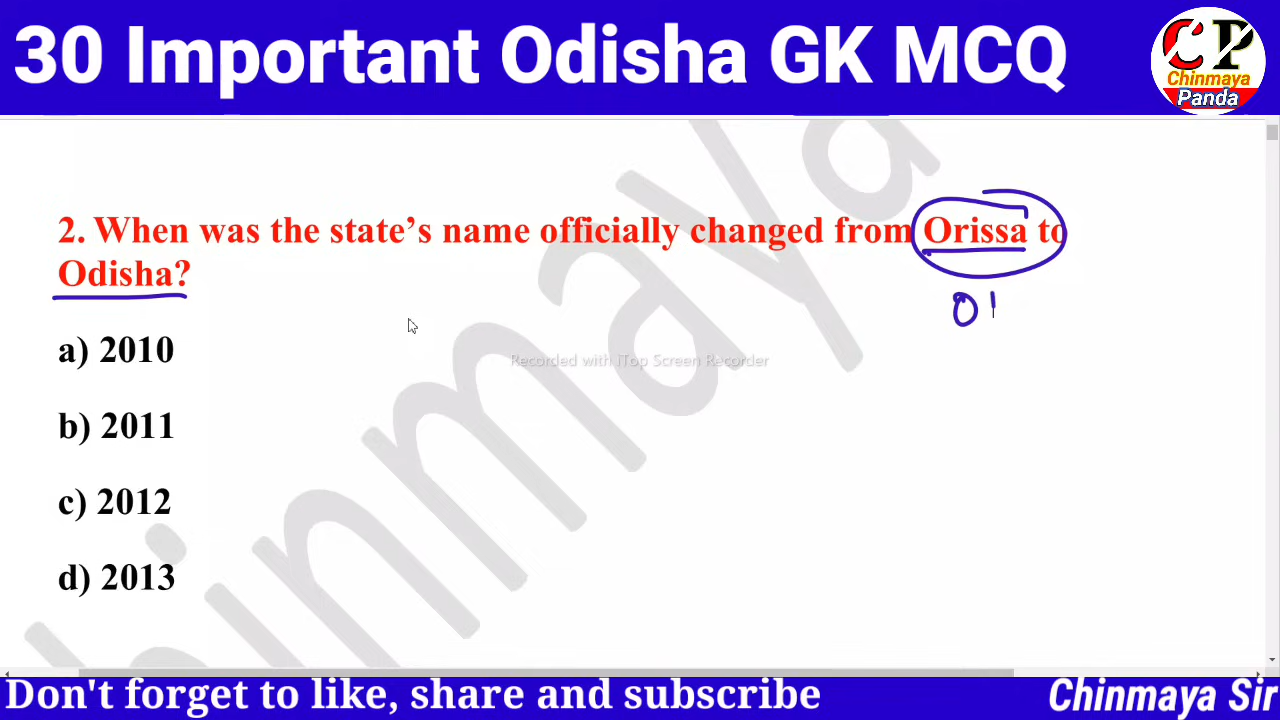 30 Important Odisha GK MCQ
CP
Chinmaya
Panda
2. When was the state’s name officially changed from Orissa to
Odisha?
a) 2010
Recorded with iTop Screen Recorder
b) 2011
c) 2012
d) 2013
hinmaya
Don't forget to like, share and subscribe
Chinmaya Sir